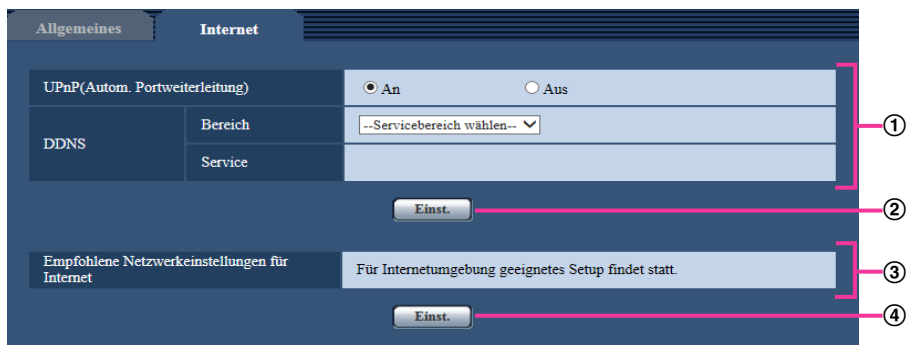 Allgemeines
Internet
UPnP(Autom. Portweiterleitung)
An
Aus
DDNS
Bereich
--Servicebereich wählen--
Service
①
Einst.
②
Empfohlene Netzwerkeinstellungen für
Internet
Für Internetumgebung geeignetes Setup findet statt.
③
Einst.
④